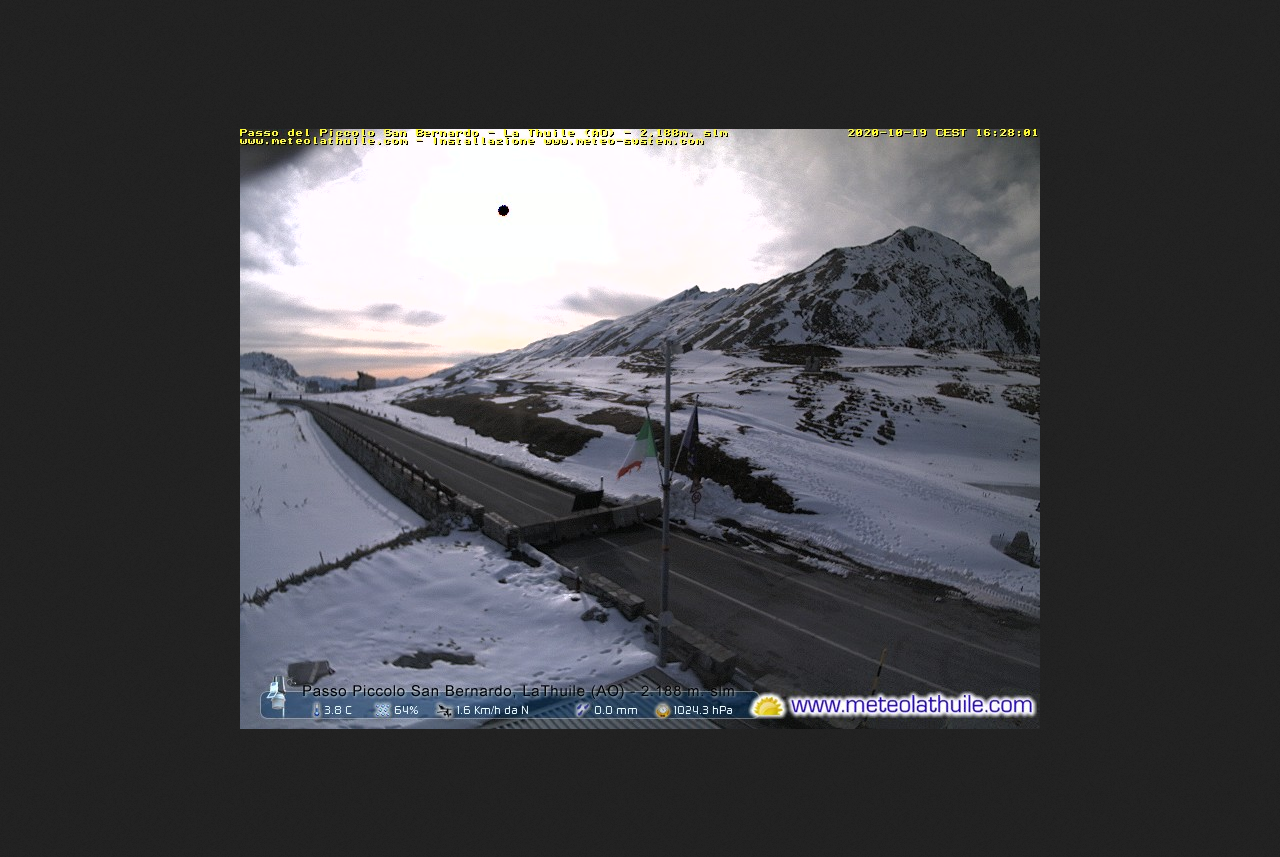 Passo del Piccolo San Bernardo - La Thuile (AO) - 2.188m. slm
2020-10-19 CEST 16:28:01
www.meteolathuile.com - Installazione www.meteo-system.com
Passo Piccolo San Bernardo, LaThuile (AO) - 2.188 m. slm
3.8 C 64% 1.6 Km/h da N 0.0 mm 1024.3 hPa
www.meteolathuile.com